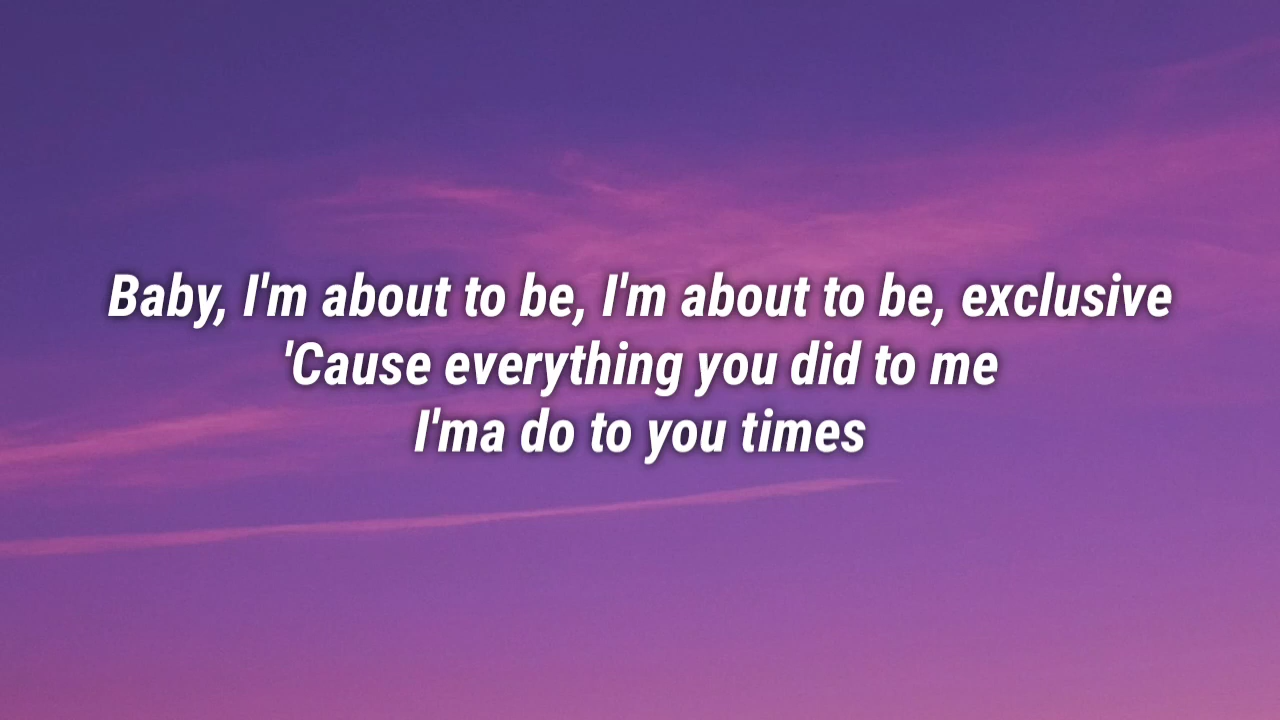 Baby, I'm about to be, I'm about to be, exclusive
'Cause everything you did to me
I'ma do to you times